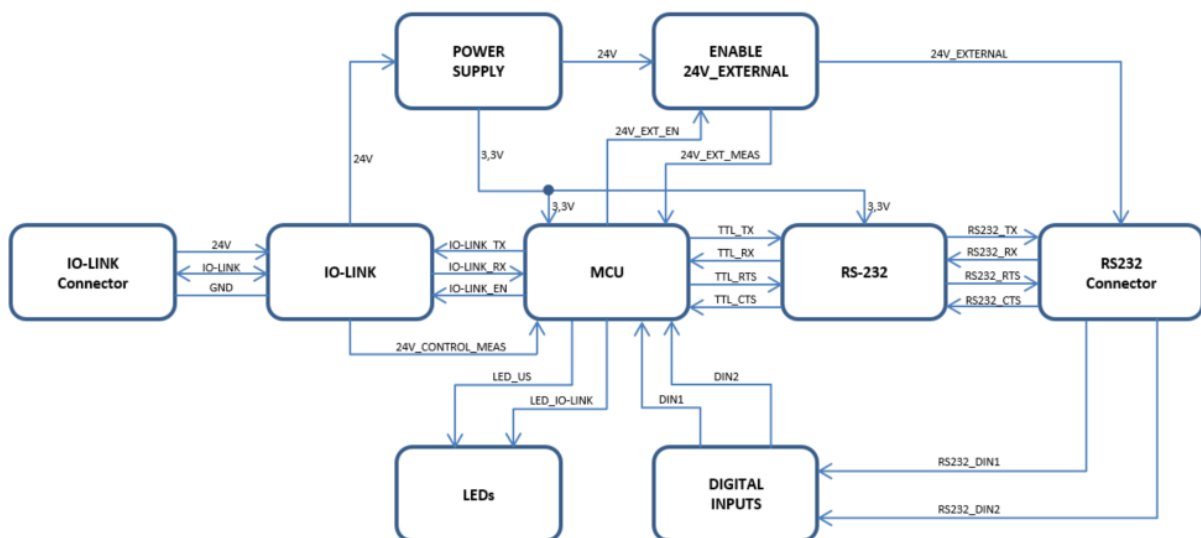 POWER
SUPPLY
24V
ENABLE
24V_EXTERNAL
24V_EXTERNAL
24V
3,3V
24V_EXT_EN
24V_EXT_MEAS
3,3V
3,3V
IO-LINK
Connector
24V
IO-LINK
GND
IO-LINK
IO-LINK_TX
IO-LINK_RX
IO-LINK_EN
MCU
TTL_TX
TTL_RX
TTL_RTS
TTL_CTS
RS-232
RS232_TX
RS232_RX
RS232_RTS
RS232_CTS
RS232
Connector
24V_CONTROL_MEAS
LED_US
LED_IO-LINK
DIN1
DIN2
LEDs
DIGITAL
INPUTS
RS232_DIN1
RS232_DIN2